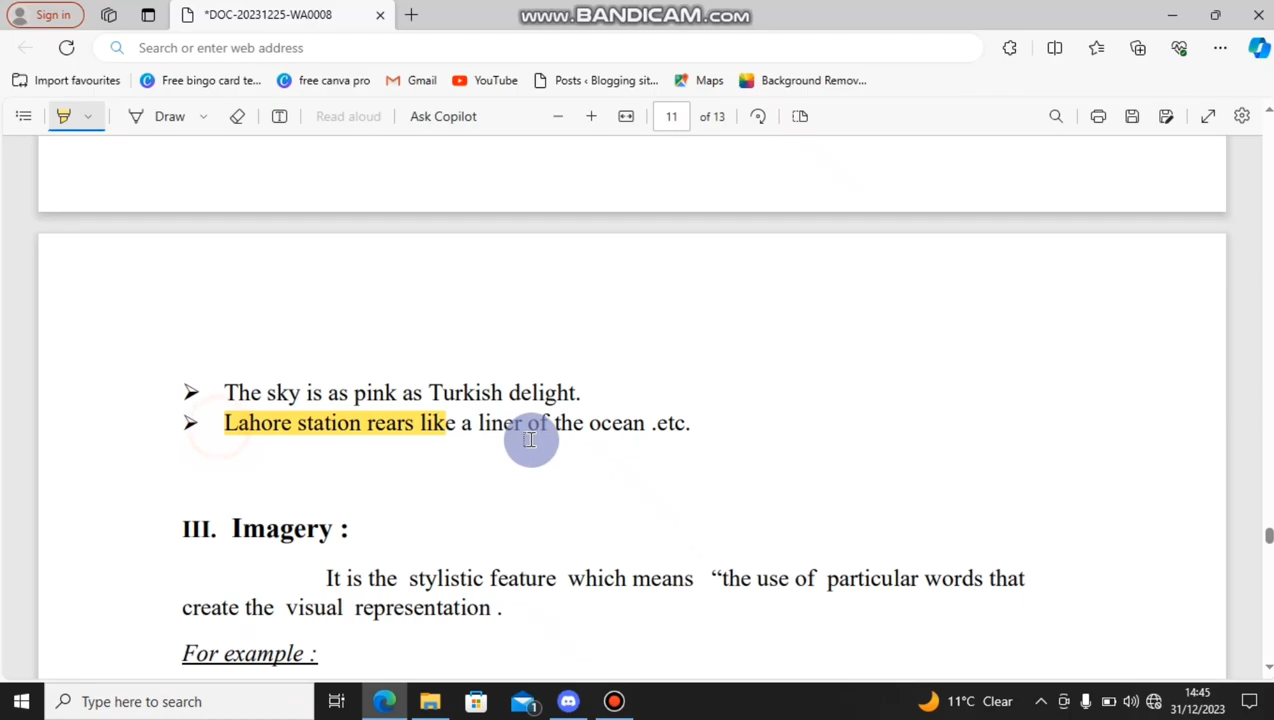 Sign in
*DOC-20231225-WA0008
www.BANDICAM.com
Search or enter web address
Import favourites
Free bingo card te...
free canva pro
Gmail
YouTube
Posts ‹ Blogging sit...
Maps
Background Remov...
Draw
Read aloud
Ask Copilot
11 of 13
➢ The sky is as pink as Turkish delight.
➢ Lahore station rears like a liner of the ocean .etc.
III. Imagery :
It is the stylistic feature which means “the use of particular words that
create the visual representation .
For example :
Type here to search
1
11°C Clear
14:45
31/12/2023